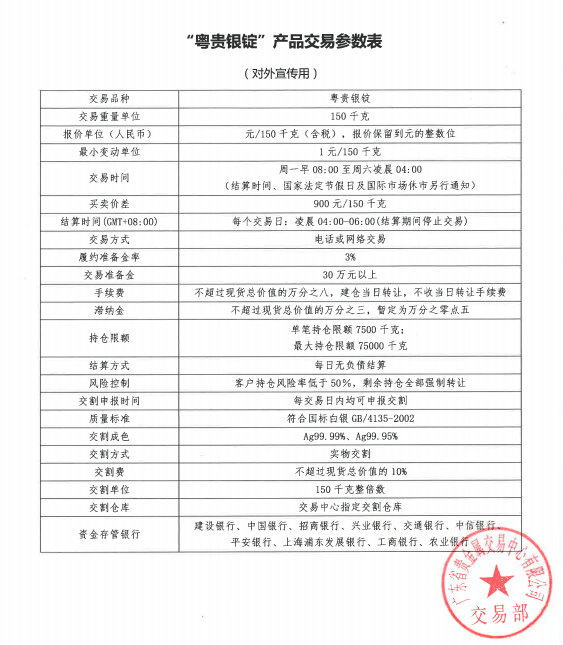 “粤贵银锭”产品交易参数表
（对外宣传用）
交易品种 粤贵银锭
交易重量单位 150 千克
报价单位（人民币） 元/150 千克（含税），报价保留到元的整数位
最小变动单位 1 元/150 千克
交易时间 周一早 08:00 至周六凌晨 04:00
（结算时间、国家法定节假日及国际市场休市另行通知）
买卖价差 900 元/150 千克
结算时间(GMT+08:00) 每个交易日：凌晨 04:00-06:00(结算期间停止交易)
交易方式 电话或网络交易
履约准备金率 3%
交易准备金 30 万元以上
手续费 不超过现货总价值的万分之八，建仓当日转让，不收当日转让手续费
滞纳金 不超过现货总价值的万分之三，暂定为万分之零点五
持仓限额 单笔持仓限额 7500 千克；
最大持仓限额 75000 千克
结算方式 每日无负债结算
风险控制 客户持仓风险率低于 50%，剩余持仓全部强制转让
交割申报时间 每交易日内均可申报交割
质量标准 符合国标白银 GB/4135-2002
交割成色 Ag99.99%、Ag99.95%
交割方式 实物交割
交割费 不超过现货总价值的 10%
交割单位 150 千克整倍数
交割仓库 交易中心指定交割仓库
资金存管银行 建设银行、中国银行、招商银行、兴业银行、交通银行、中信银行、
平安银行、上海浦东发展银行、工商银行、农业银行
广东省贵金属交易中心有限公司
交易部